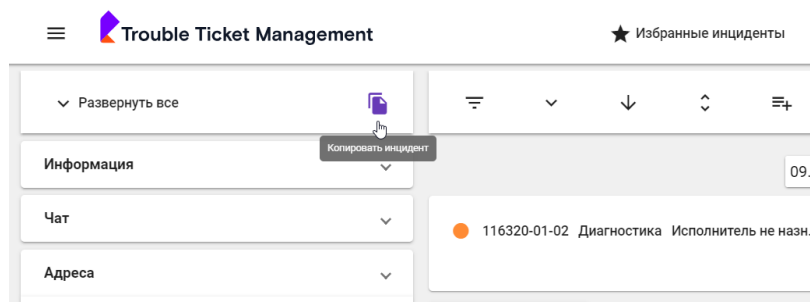 Trouble Ticket Management
Избранные инциденты
Развернуть все
Копировать инцидент
Информация
09.
Чат
116320-01-02 Диагностика Исполнитель не назн.
Адреса